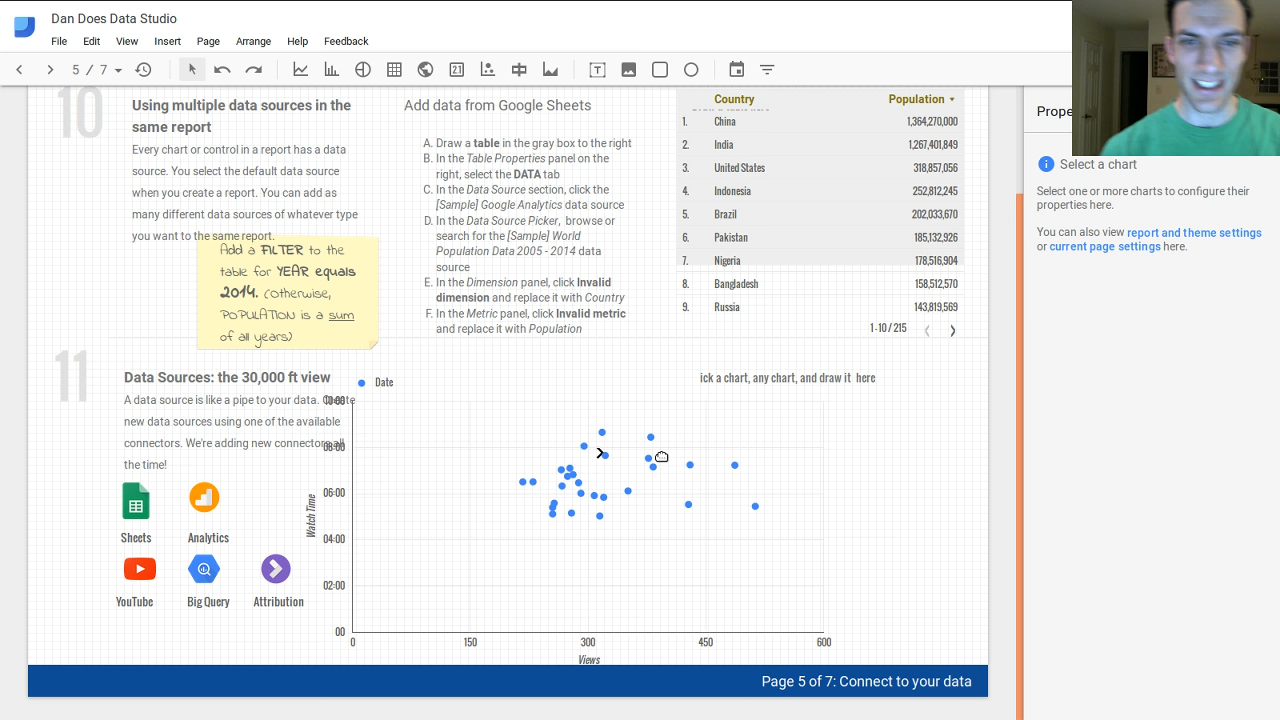 Dan Does Data Studio
File Edit View Insert Page Arrange Help Feedback
5 / 7
10
Using multiple data sources in the
same report
Every chart or control in a report has a data
source. You select the default data source
when you create a report. You can add as
many different data sources of whatever type
you want to the same report.
Add a FILTER to the
table for YEAR equals
2014. (otherwise,
POPULATION is a sum
of all years)
Add data from Google Sheets
A. Draw a table in the gray box to the right
B. In the Table Properties panel on the
right, select the DATA tab
C. In the Data Source section, click the
[Sample] Google Analytics data source
D. In the Data Source Picker, browse or
search for the [Sample] World
Population Data 2005 - 2014 data
source
E. In the Dimension panel, click Invalid
dimension and replace it with Country
F. In the Metric panel, click Invalid metric
and replace it with Population
Country Population
1. China 1,364,270,000
2. India 1,267,401,849
3. United States 318,857,056
4. Indonesia 252,812,245
5. Brazil 202,033,670
6. Pakistan 185,132,926
7. Nigeria 178,516,904
8. Bangladesh 158,512,570
9. Russia 143,819,569
1-10 / 215
11
Data Sources: the 30,000 ft view
A data source is like a pipe to your data. Create
new data sources using one of the available
connectors. We're adding new connectors all
the time!
Sheets Analytics
YouTube Big Query Attribution
Date
ick a chart, any chart, and draw it here
10:00
08:00
06:00
04:00
02:00
00
Watch Time
0 150 300 450 600
Views
Page 5 of 7: Connect to your data
Select a chart
Select one or more charts to configure their
properties here.
You can also view report and theme settings
or current page settings here.